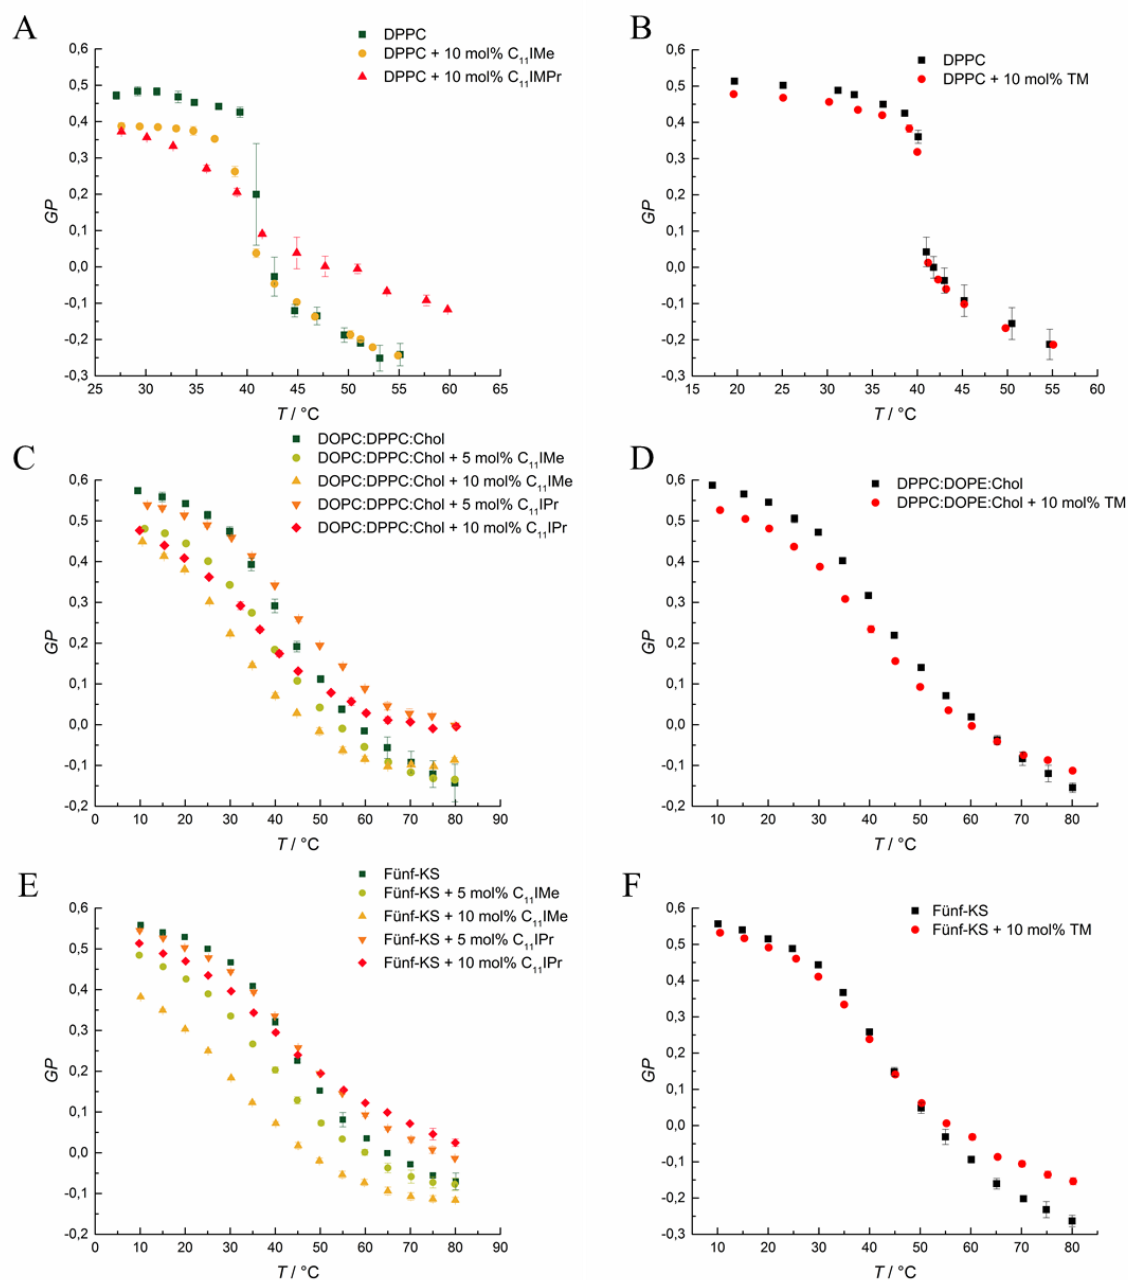 A
DPPC
DPPC + 10 mol% C₁₁IMe
DPPC + 10 mol% C₁₁IMPr
0,6
0,5
0,4
0,3
0,2
0,1
0,0
-0,1
-0,2
-0,3
GP
25 30 35 40 45 50 55 60 65
T / °C
B
DPPC
DPPC + 10 mol% TM
0,6
0,5
0,4
0,3
0,2
0,1
0,0
-0,1
-0,2
-0,3
GP
15 20 25 30 35 40 45 50 55 60
T / °C
C
DOPC:DPPC:Chol
DOPC:DPPC:Chol + 5 mol% C₁₁IMe
DOPC:DPPC:Chol + 10 mol% C₁₁IMe
DOPC:DPPC:Chol + 5 mol% C₁₁IPr
DOPC:DPPC:Chol + 10 mol% C₁₁IPr
0,6
0,5
0,4
0,3
0,2
0,1
0,0
-0,1
-0,2
GP
0 10 20 30 40 50 60 70 80 90
T / °C
D
DPPC:DOPE:Chol
DPPC:DOPE:Chol + 10 mol% TM
0,6
0,5
0,4
0,3
0,2
0,1
0,0
-0,1
-0,2
GP
10 20 30 40 50 60 70 80
T / °C
E
Fünf-KS
Fünf-KS + 5 mol% C₁₁IMe
Fünf-KS + 10 mol% C₁₁IMe
Fünf-KS + 5 mol% C₁₁IPr
Fünf-KS + 10 mol% C₁₁IPr
0,6
0,5
0,4
0,3
0,2
0,1
0,0
-0,1
-0,2
GP
0 10 20 30 40 50 60 70 80 90
T / °C
F
Fünf-KS
Fünf-KS + 10 mol% TM
0,6
0,5
0,4
0,3
0,2
0,1
0,0
-0,1
-0,2
-0,3
GP
10 20 30 40 50 60 70 80
T / °C